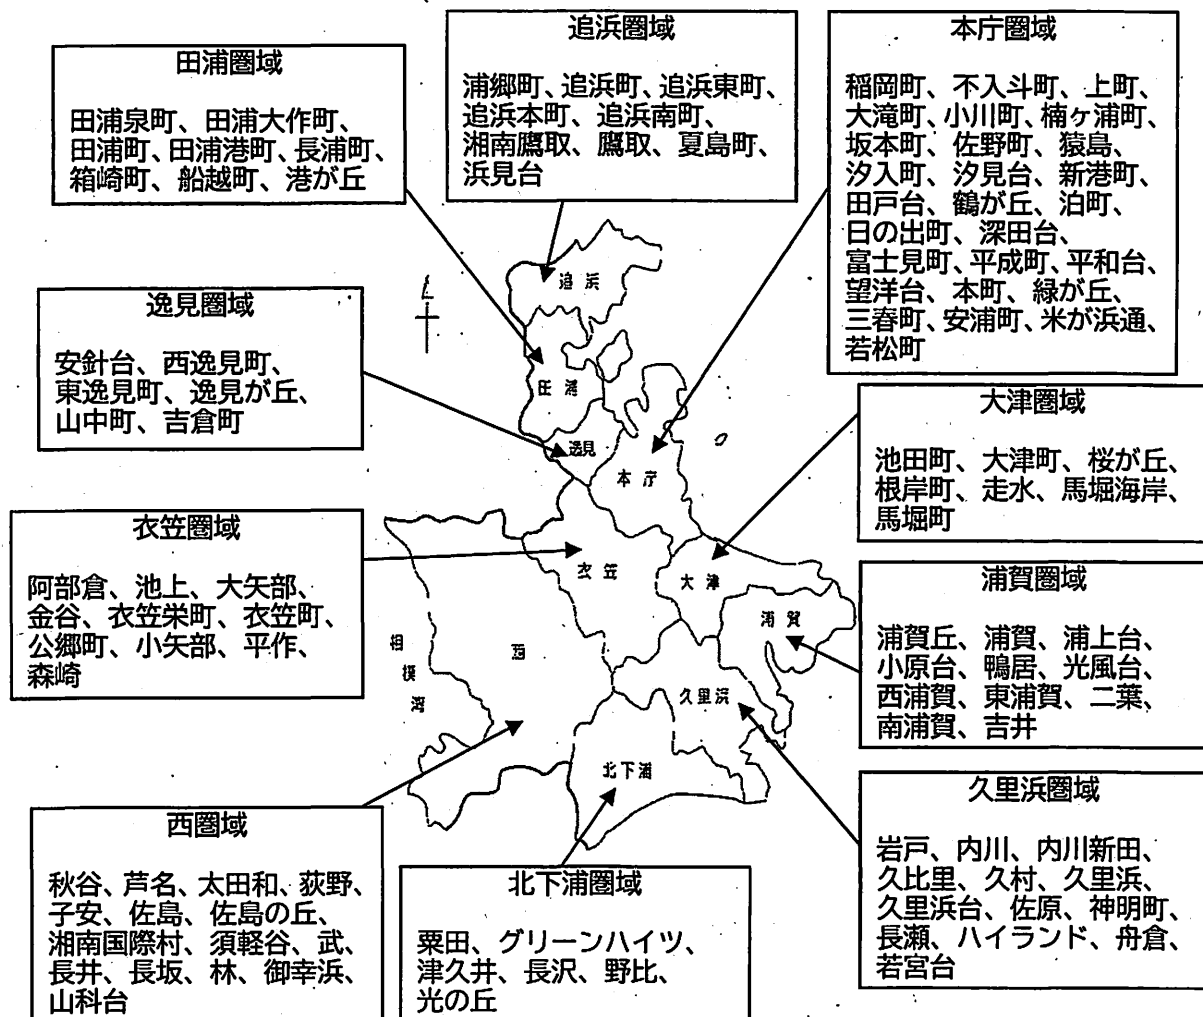 追浜圏域
浦郷町、追浜町、追浜東町、
追浜本町、追浜南町、
湘南鷹取、鷹取、夏島町、
浜見台
本庁圏域
稲岡町、不入斗町、上町、
大滝町、小川町、楠ヶ浦町、
坂本町、佐野町、猿島、
汐入町、汐見台、新港町、
田戸台、鶴が丘、泊町、
日の出町、深田台、
富士見町、平成町、平和台、
望洋台、本町、緑が丘、
三春町、安浦町、米が浜通、
若松町
田浦圏域
田浦泉町、田浦大作町、
田浦町、田浦港町、長浦町、
箱崎町、船越町、港が丘
逸見圏域
安針台、西逸見町、
東逸見町、逸見が丘、
山中町、吉倉町
大津圏域
池田町、大津町、桜が丘、
根岸町、走水、馬堀海岸、
馬堀町
衣笠圏域
阿部倉、池上、大矢部、
金谷、衣笠栄町、衣笠町、
公郷町、小矢部、平作、
森崎
浦賀圏域
浦賀丘、浦賀、浦上台、
小原台、鴨居、光風台、
西浦賀、東浦賀、二葉、
南浦賀、吉井
久里浜圏域
岩戸、内川、内川新田、
久比里、久村、久里浜、
久里浜台、佐原、神明町、
長瀬、ハイランド、舟倉、
若宮台
西圏域
秋谷、芦名、太田和、荻野、
子安、佐島、佐島の丘、
湘南国際村、須軽谷、武、
長井、長坂、林、御幸浜、
山科台
北下浦圏域
粟田、グリーンハイツ、
津久井、長沢、野比、
光の丘
追浜
田浦
逸見
本庁
衣笠
大津
浦賀
西
久里浜
北下浦
相模湾